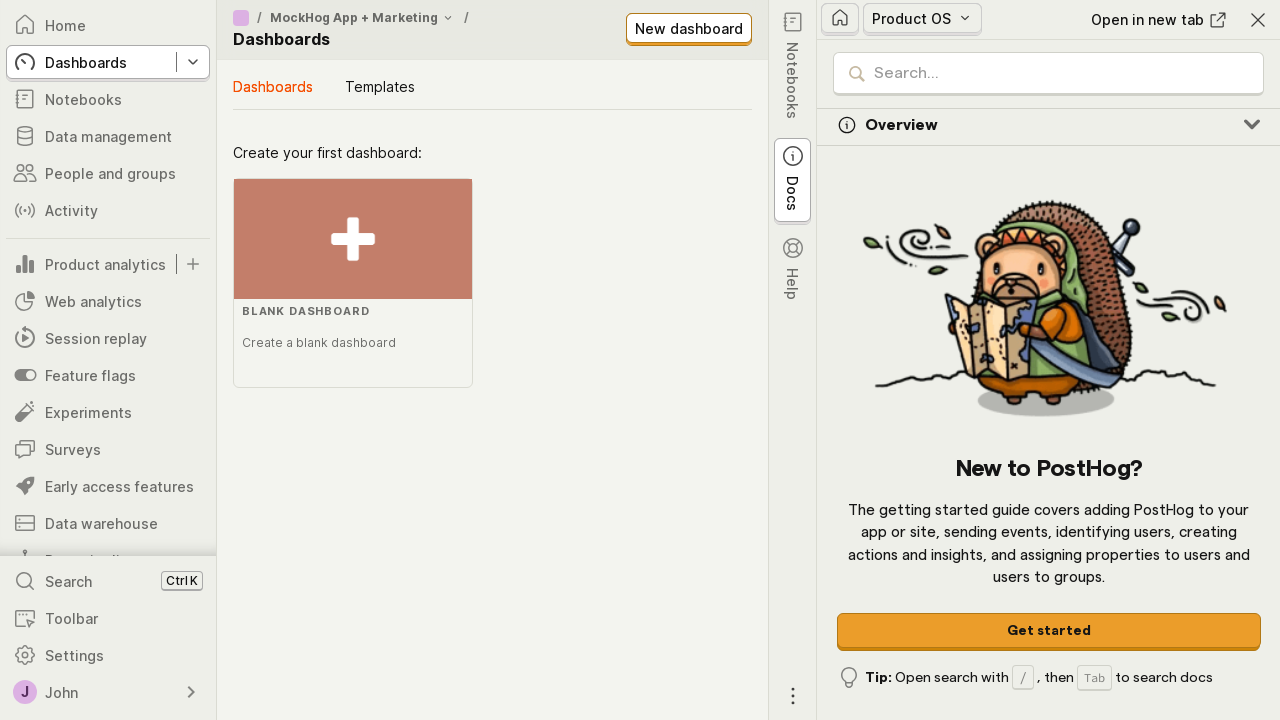 Home
Dashboards
Notebooks
Data management
People and groups
Activity
Product analytics
Web analytics
Session replay
Feature flags
Experiments
Surveys
Early access features
Data warehouse
Search
Ctrl K
Toolbar
Settings
J
John
/ MockHog App + Marketing /
Dashboards
New dashboard
Dashboards
Templates
Create your first dashboard:
BLANK DASHBOARD
Create a blank dashboard
Notebooks
Docs
Help
Product OS
Open in new tab
Search...
Overview
New to PostHog?
The getting started guide covers adding PostHog to your
app or site, sending events, identifying users, creating
actions and insights, and assigning properties to users and
users to groups.
Get started
Tip: Open search with / , then Tab to search docs